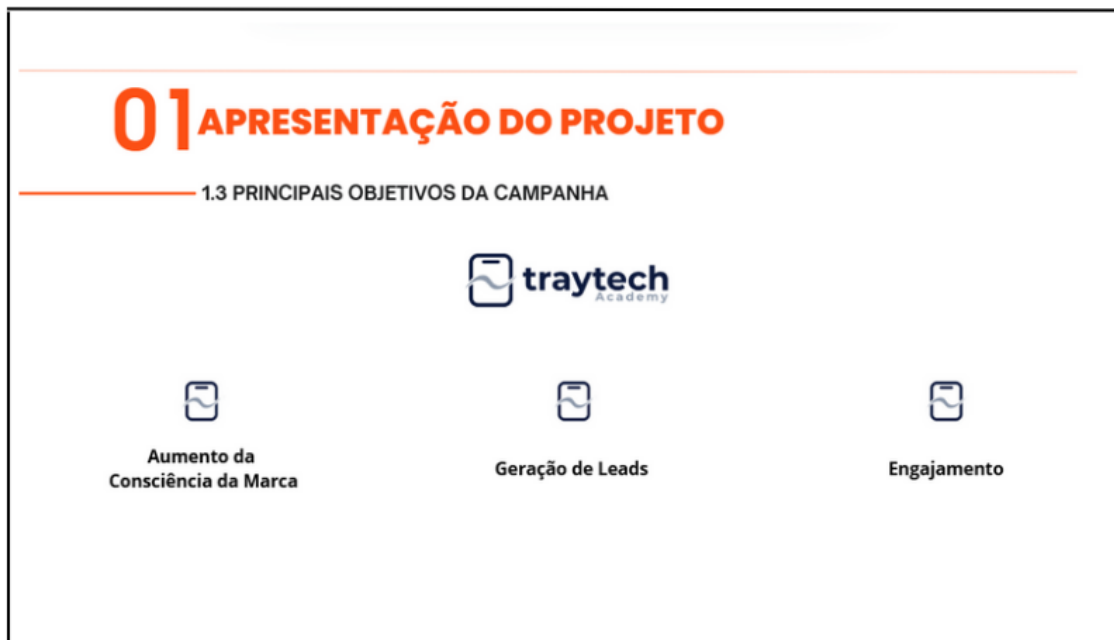 01 APRESENTAÇÃO DO PROJETO
1.3 PRINCIPAIS OBJETIVOS DA CAMPANHA
traytech
Academy
Aumento da
Consciência da Marca
Geração de Leads
Engajamento